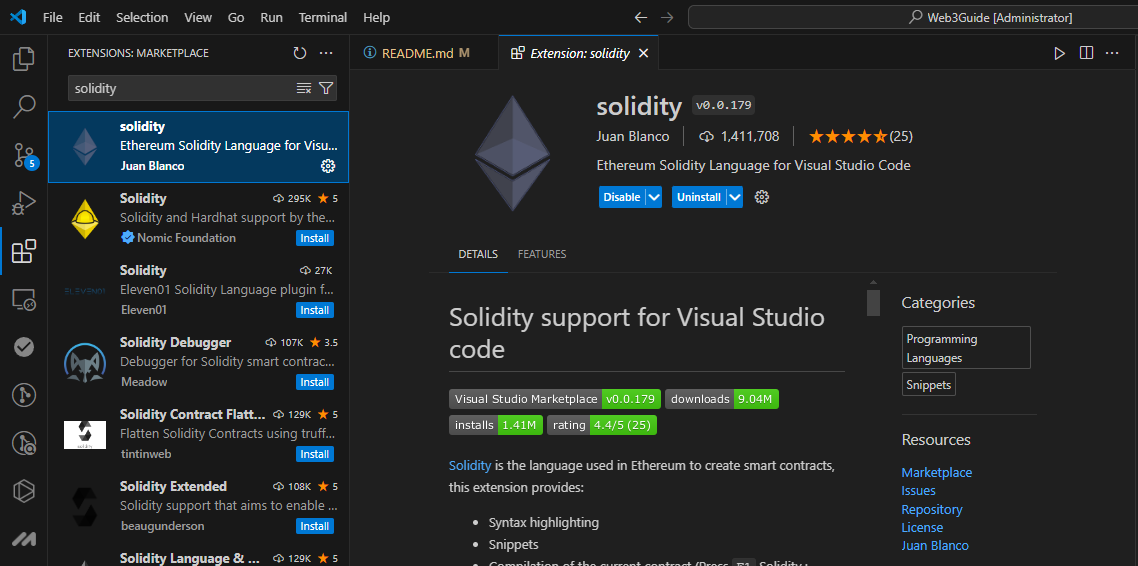 File Edit Selection View Go Run Terminal Help
Web3Guide [Administrator]
EXTENSIONS: MARKETPLACE
solidity
5
solidity
Ethereum Solidity Language for Visu...
Juan Blanco
Solidity 295K 5
Solidity and Hardhat support by the...
Nomic Foundation Install
Solidity 27K
Eleven01 Solidity Language plugin f...
Eleven01 Install
ELEVEN01
Solidity Debugger 107K 3.5
Debugger for Solidity smart contrac...
Meadow Install
Solidity Contract Flatt... 129K 5
Flatten Solidity Contracts using truff...
tintinweb Install
Solidity Extended 108K 5
Solidity support that aims to enable ...
beaugunderson Install
Solidity Language & ... 129K 5
README.md M
Extension: solidity
solidity v0.0.179
Juan Blanco 1,411,708 (25)
Ethereum Solidity Language for Visual Studio Code
Disable Uninstall
DETAILS FEATURES
Solidity support for Visual Studio
code
Visual Studio Marketplace v0.0.179 downloads 9.04M
installs 1.41M rating 4.4/5 (25)
Solidity is the language used in Ethereum to create smart contracts,
this extension provides:
• Syntax highlighting
• Snippets
• Compilation of the current contract (Press F1 Solidity :
Categories
Programming
Languages
Snippets
Resources
Marketplace
Issues
Repository
License
Juan Blanco